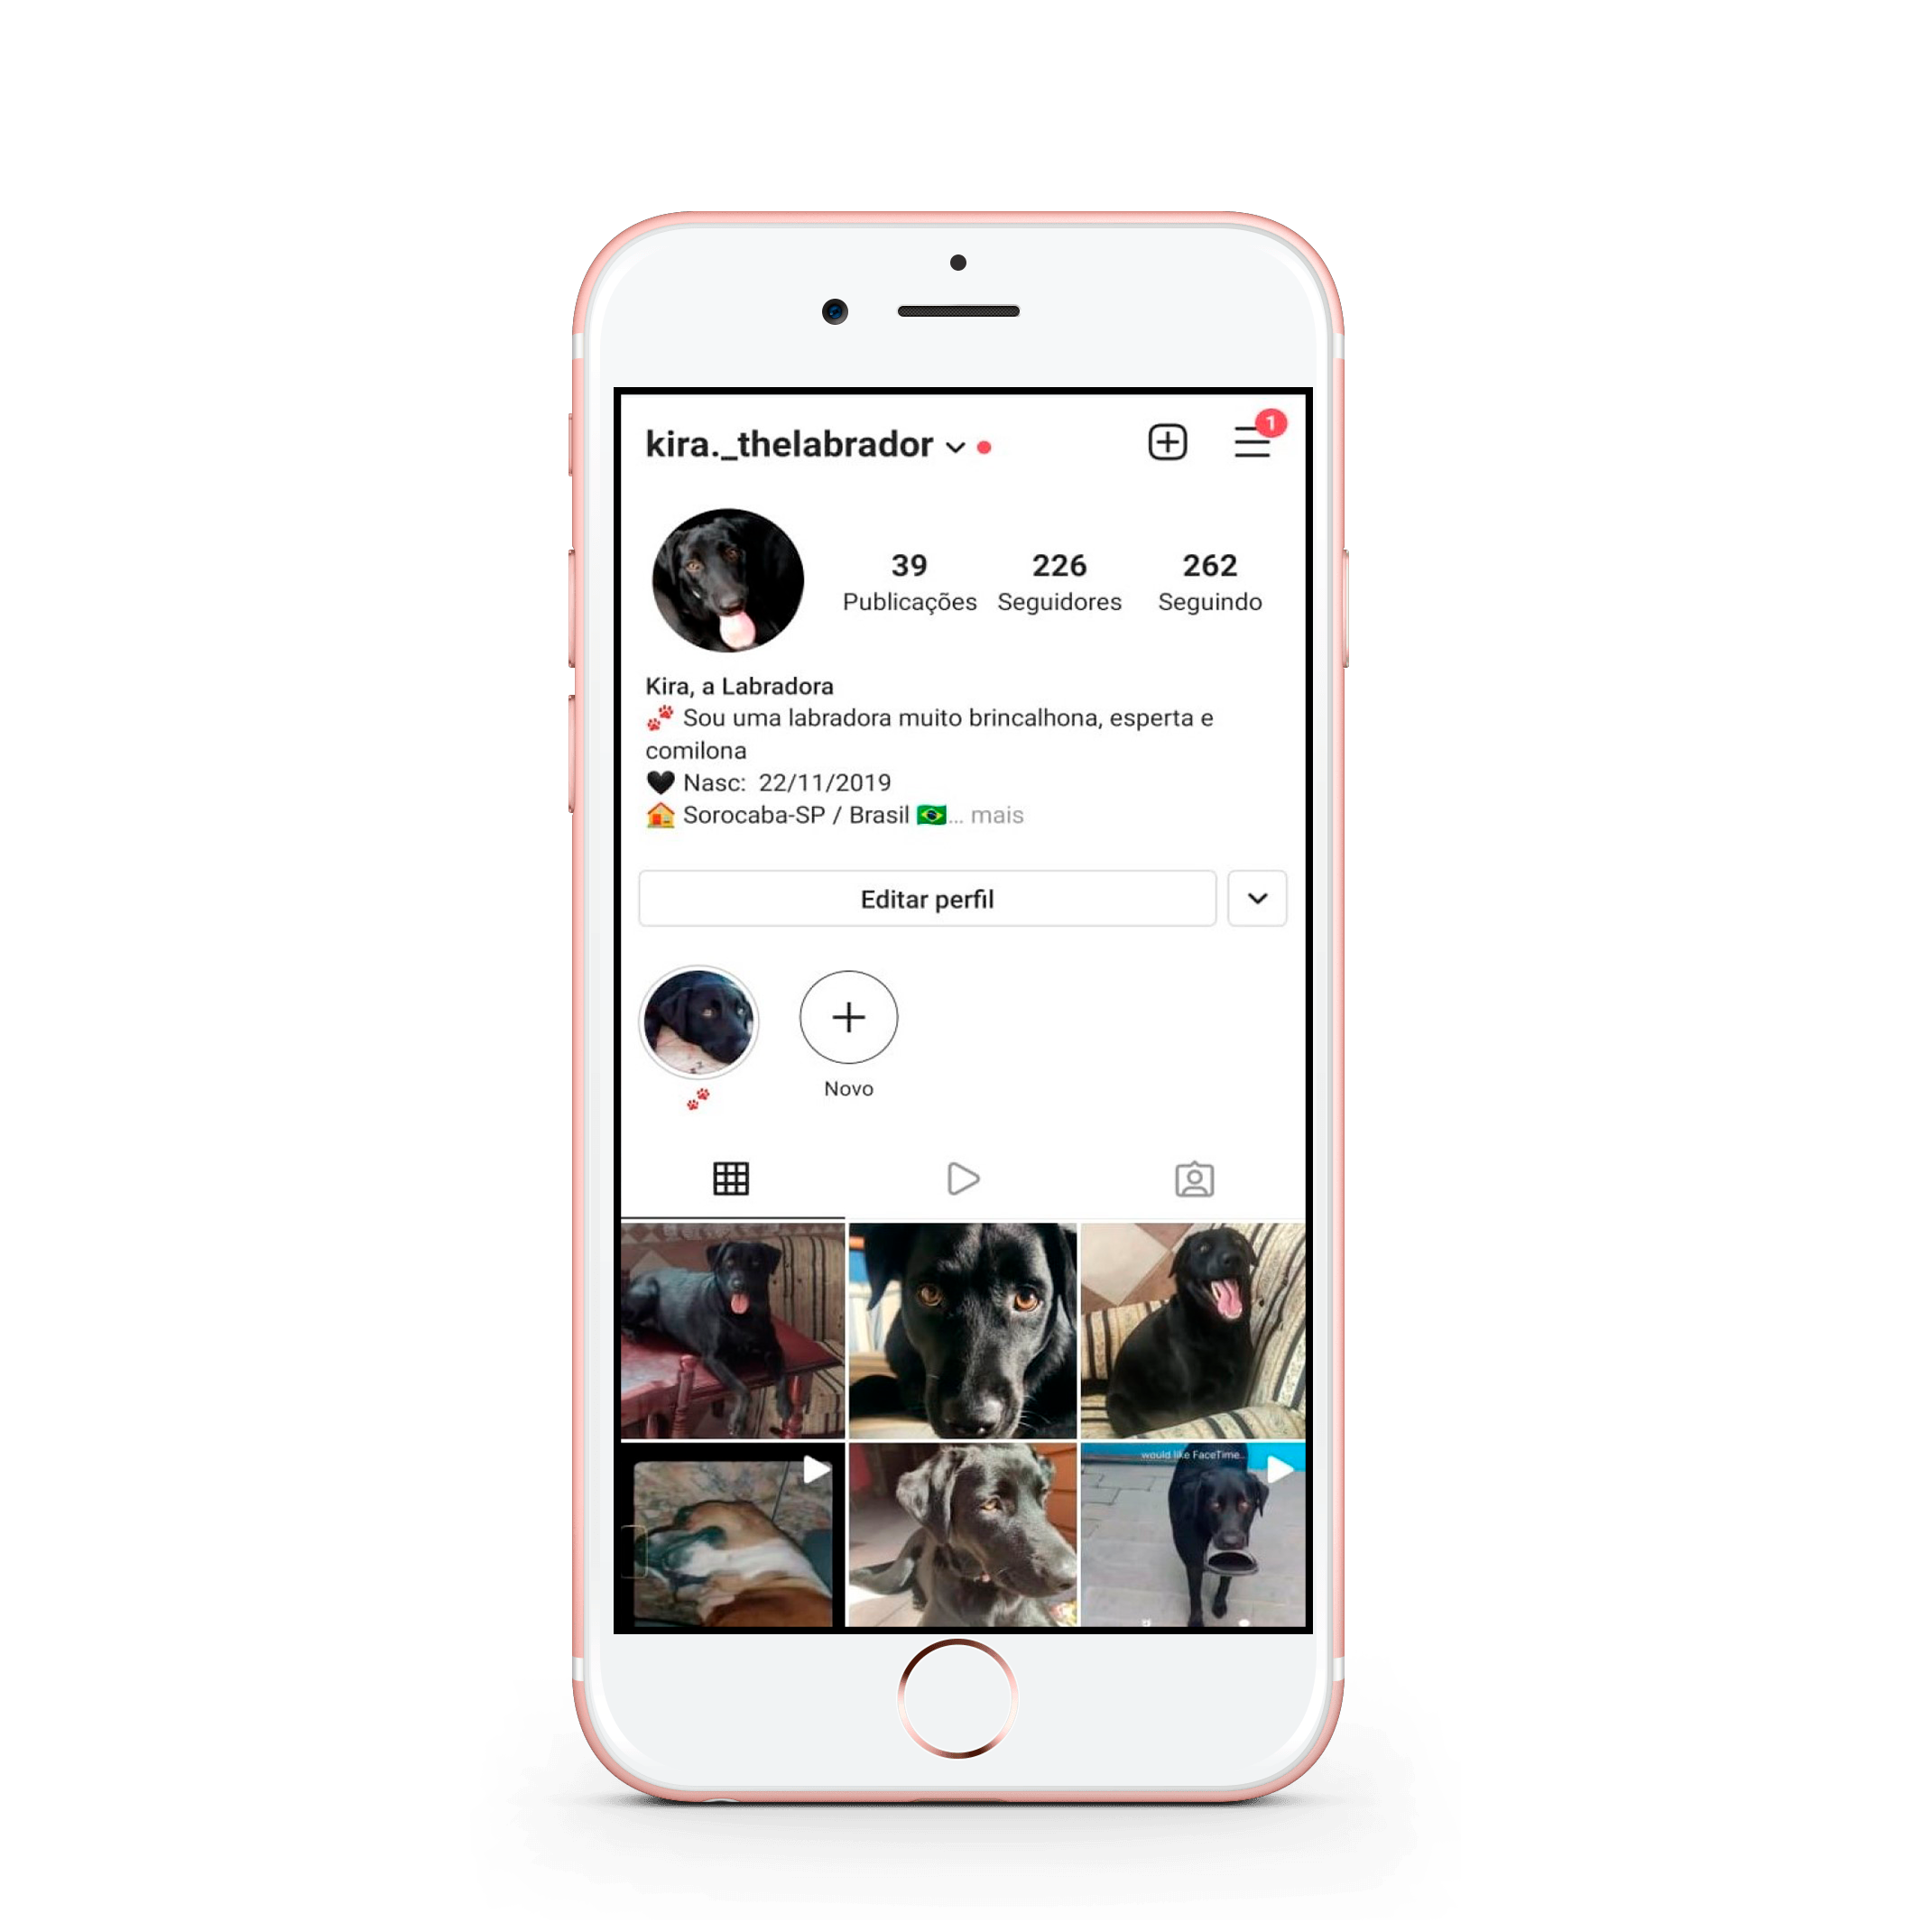 kira._thelabrador
1
39 226 262
Publicações Seguidores Seguindo
Kira, a Labradora
🐾 Sou uma labradora muito brincalhona, esperta e
comilona
🖤 Nasc: 22/11/2019
🏠 Sorocaba-SP / Brasil 🇧🇷... mais
Editar perfil
🐾
Novo
would like FaceTime...